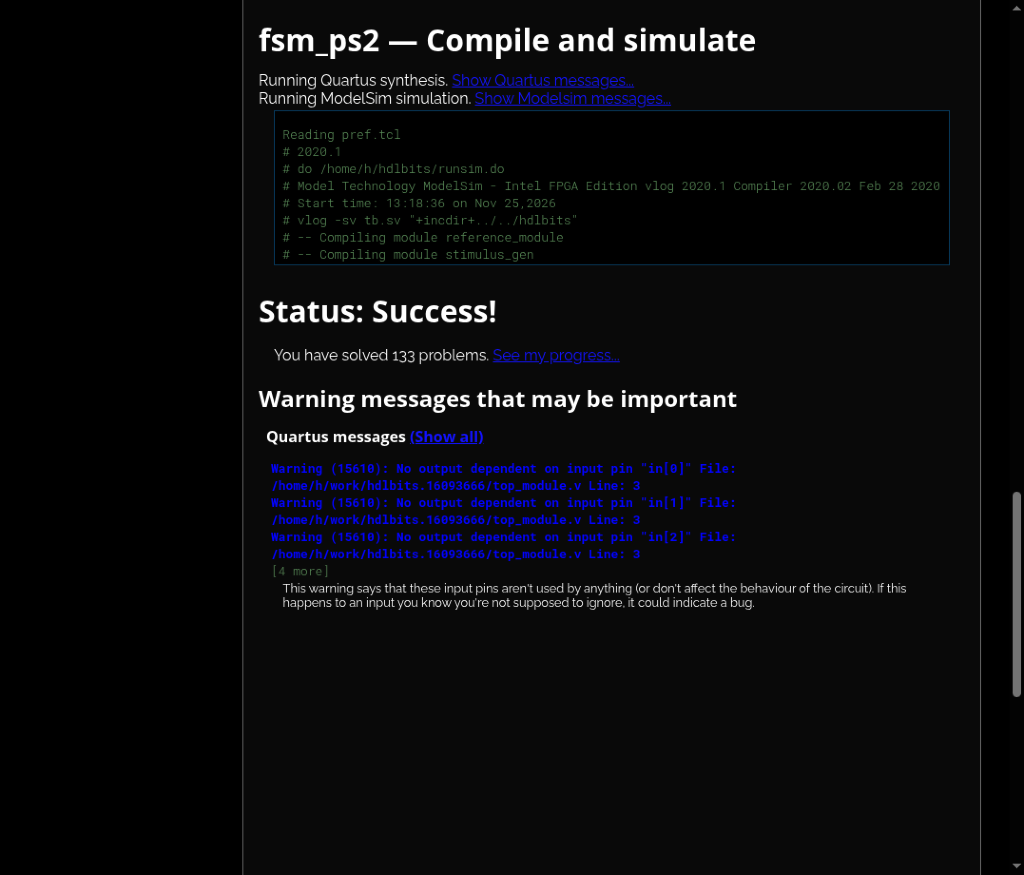 fsm_ps2 — Compile and simulate
Running Quartus synthesis. Show Quartus messages...
Running ModelSim simulation. Show Modelsim messages...
Reading pref.tcl
# 2020.1
# do /home/h/hdlbits/runsim.do
# Model Technology ModelSim - Intel FPGA Edition vlog 2020.1 Compiler 2020.02 Feb 28 2020
# Start time: 13:18:36 on Nov 25,2026
# vlog -sv tb.sv "+incdir+../../hdlbits"
# -- Compiling module reference_module
# -- Compiling module stimulus_gen
Status: Success!
You have solved 133 problems. See my progress...
Warning messages that may be important
Quartus messages (Show all)
Warning (15610): No output dependent on input pin "in[0]" File:
/home/h/work/hdlbits.16093666/top_module.v Line: 3
Warning (15610): No output dependent on input pin "in[1]" File:
/home/h/work/hdlbits.16093666/top_module.v Line: 3
Warning (15610): No output dependent on input pin "in[2]" File:
/home/h/work/hdlbits.16093666/top_module.v Line: 3
[4 more]
This warning says that these input pins aren't used by anything (or don't affect the behaviour of the circuit). If this
happens to an input you know you're not supposed to ignore, it could indicate a bug.